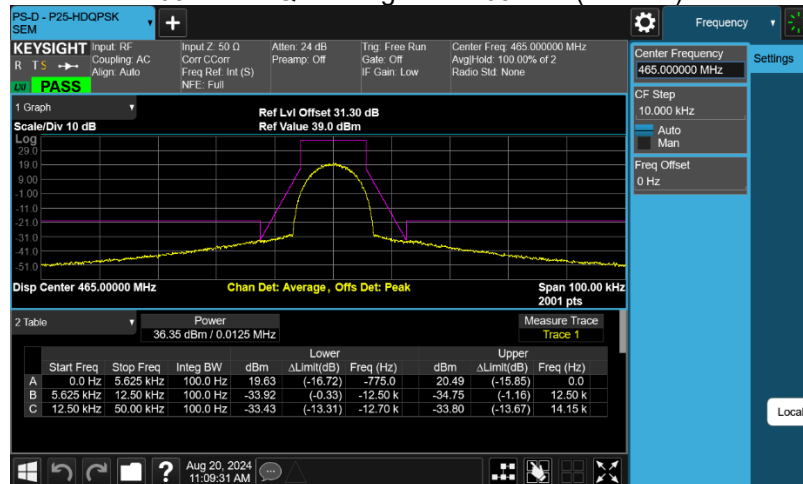 PS-D - P25-HDQPSK
SEM
Frequency
KEYSIGHT
R T S
LXI
PASS
Input: RF
Coupling: AC
Align: Auto
Input Z: 50 Ω
Corr CCorr
Freq Ref: Int (S)
NFE: Full
Atten: 24 dB
Preamp: Off
Trig: Free Run
Gate: Off
IF Gain: Low
Center Freq: 465.000000 MHz
Avg|Hold: 100.00% of 2
Radio Std: None
Center Frequency
465.000000 MHz
Settings
CF Step
10.000 kHz
Auto
Man
Freq Offset
0 Hz
1 Graph
Scale/Div 10 dB
Ref Lvl Offset 31.30 dB
Ref Value 39.0 dBm
Log
29.0
19.0
9.00
-1.00
-11.0
-21.0
-31.0
-41.0
-51.0
Disp Center 465.00000 MHz
Chan Det: Average, Offs Det: Peak
Span 100.00 kHz
2001 pts
2 Table
Power
36.35 dBm / 0.0125 MHz
Measure Trace
Trace 1
Lower Upper
Start Freq Stop Freq Integ BW dBm ΔLimit(dB) Freq (Hz) dBm ΔLimit(dB) Freq (Hz)
A 0.0 Hz 5.625 kHz 100.0 Hz 19.63 (-16.72) -775.0 20.49 (-15.85) 0.0
B 5.625 kHz 12.50 kHz 100.0 Hz -33.92 (-0.33) -12.50 k -34.75 (-1.16) 12.50 k
C 12.50 kHz 50.00 kHz 100.0 Hz -33.43 (-13.31) -12.70 k -33.80 (-13.67) 14.15 k
Local
Aug 20, 2024
11:09:31 AM